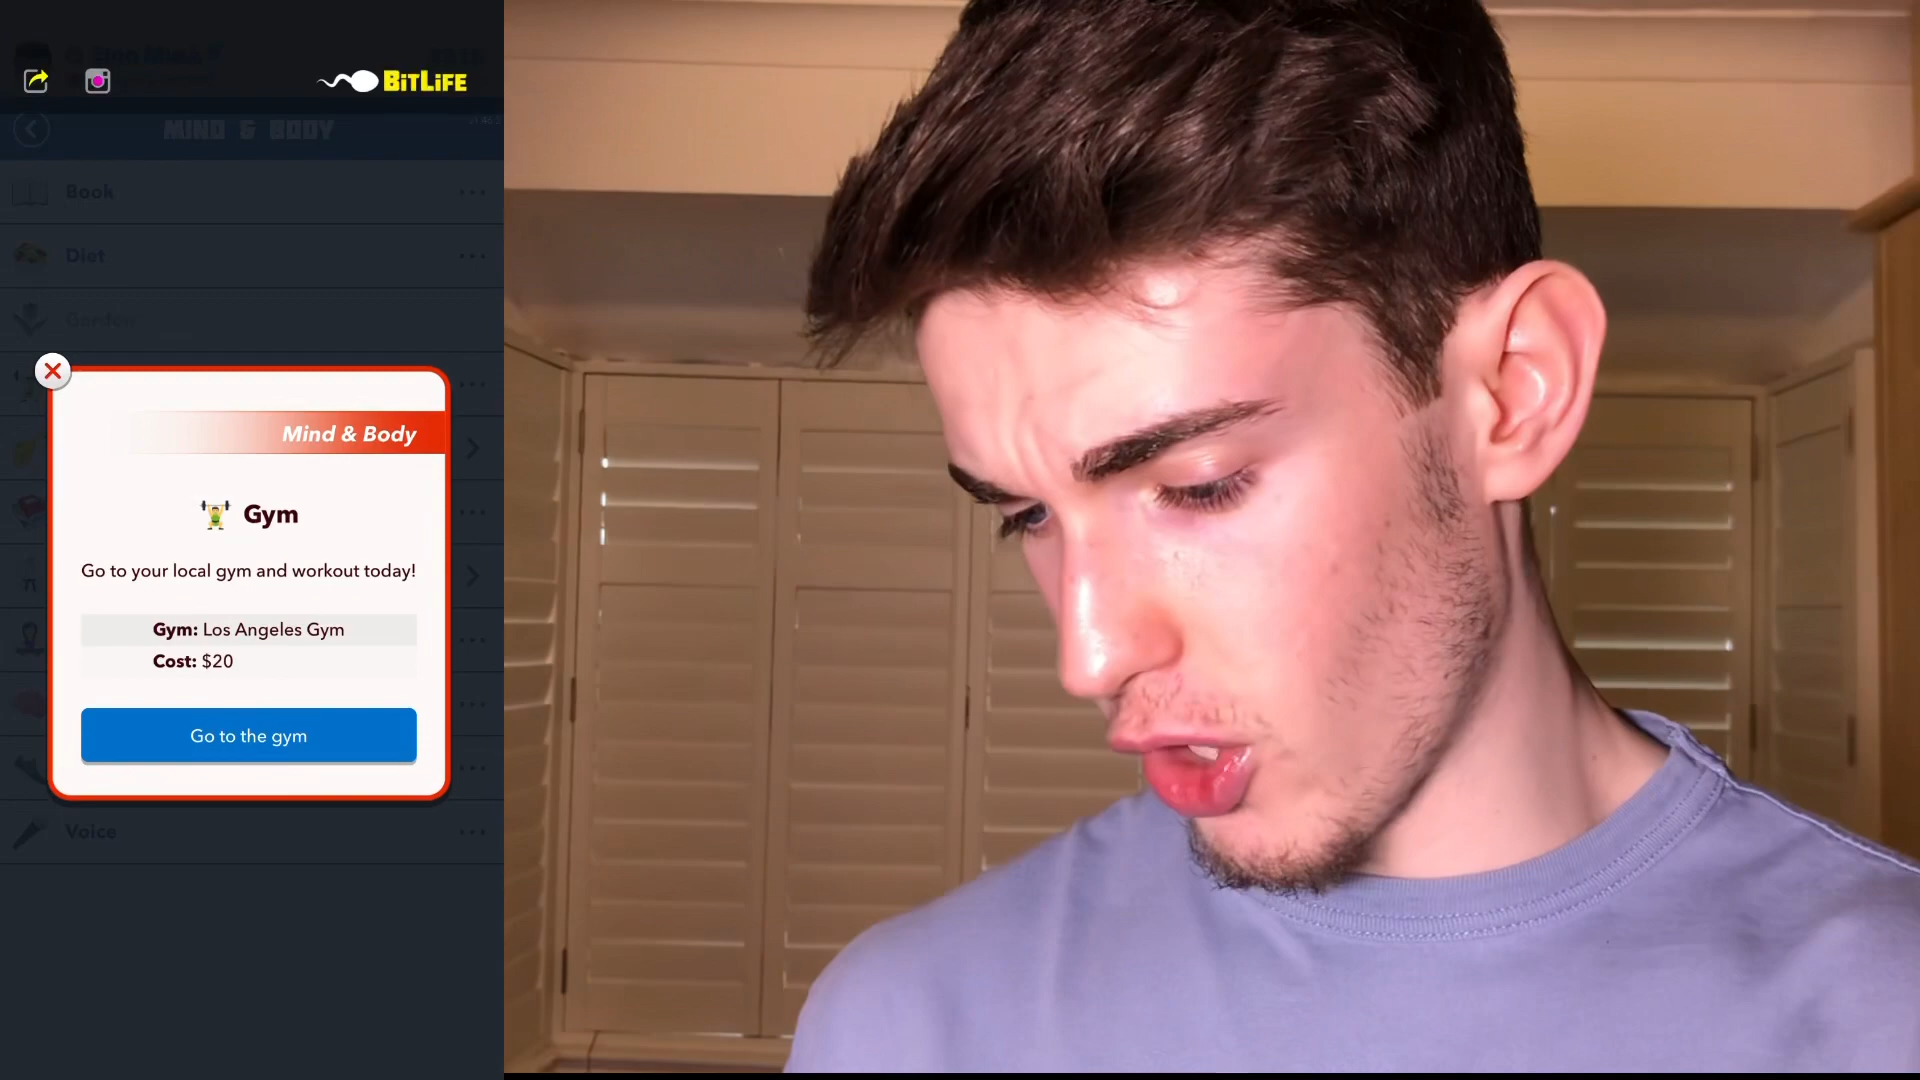 BITLIFE
MIND & BODY
Book
Diet
Garden
Mind & Body
Gym
Go to your local gym and workout today!
Gym: Los Angeles Gym
Cost: $20
Go to the gym
Voice